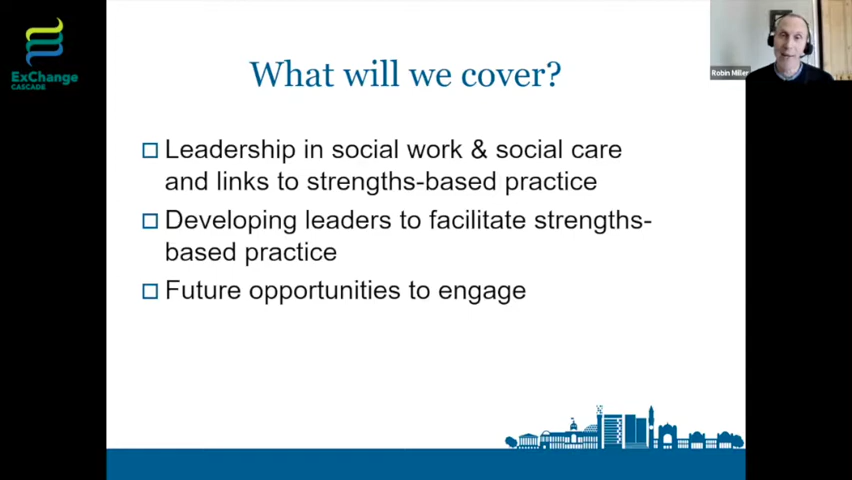 ExChange
CASCADE
What will we cover?
Robin Miller
Leadership in social work & social care
and links to strengths-based practice
Developing leaders to facilitate strengths-
based practice
Future opportunities to engage